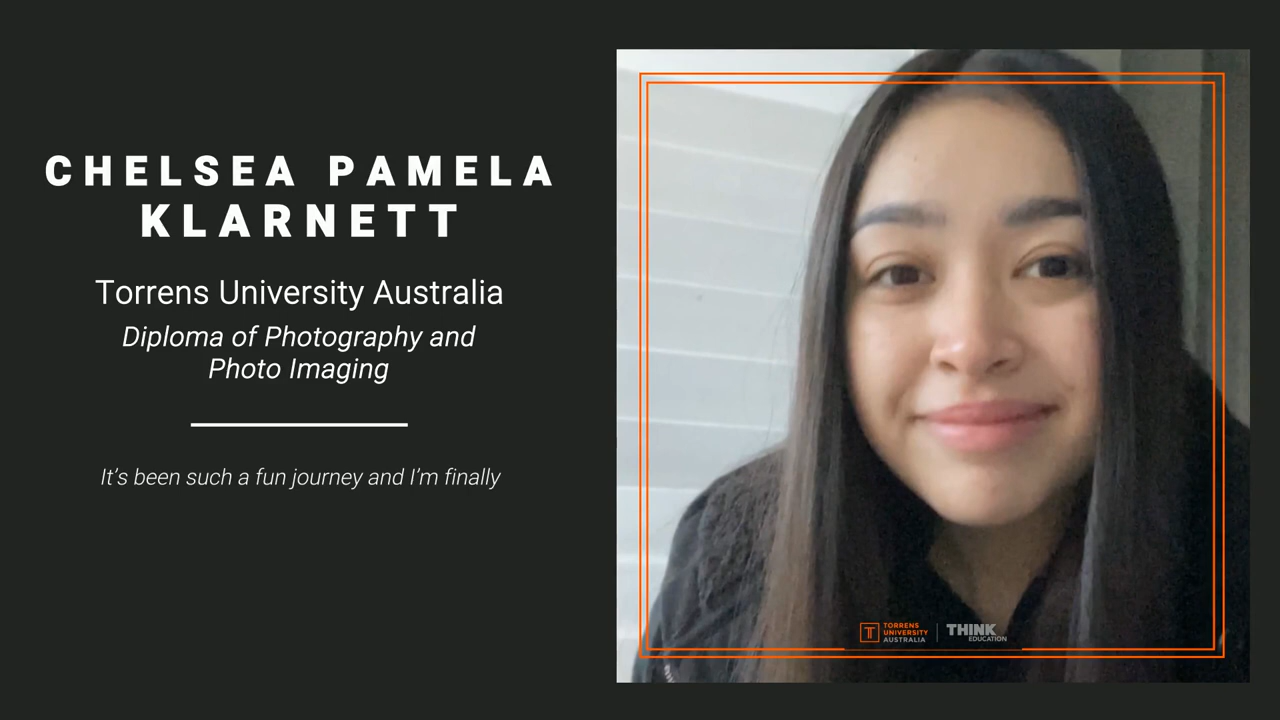 CHELSEA PAMELA
KLARNETT
Torrens University Australia
Diploma of Photography and
Photo Imaging
It's been such a fun journey and I'm finally
TORRENS
UNIVERSITY
AUSTRALIA
THINK
EDUCATION